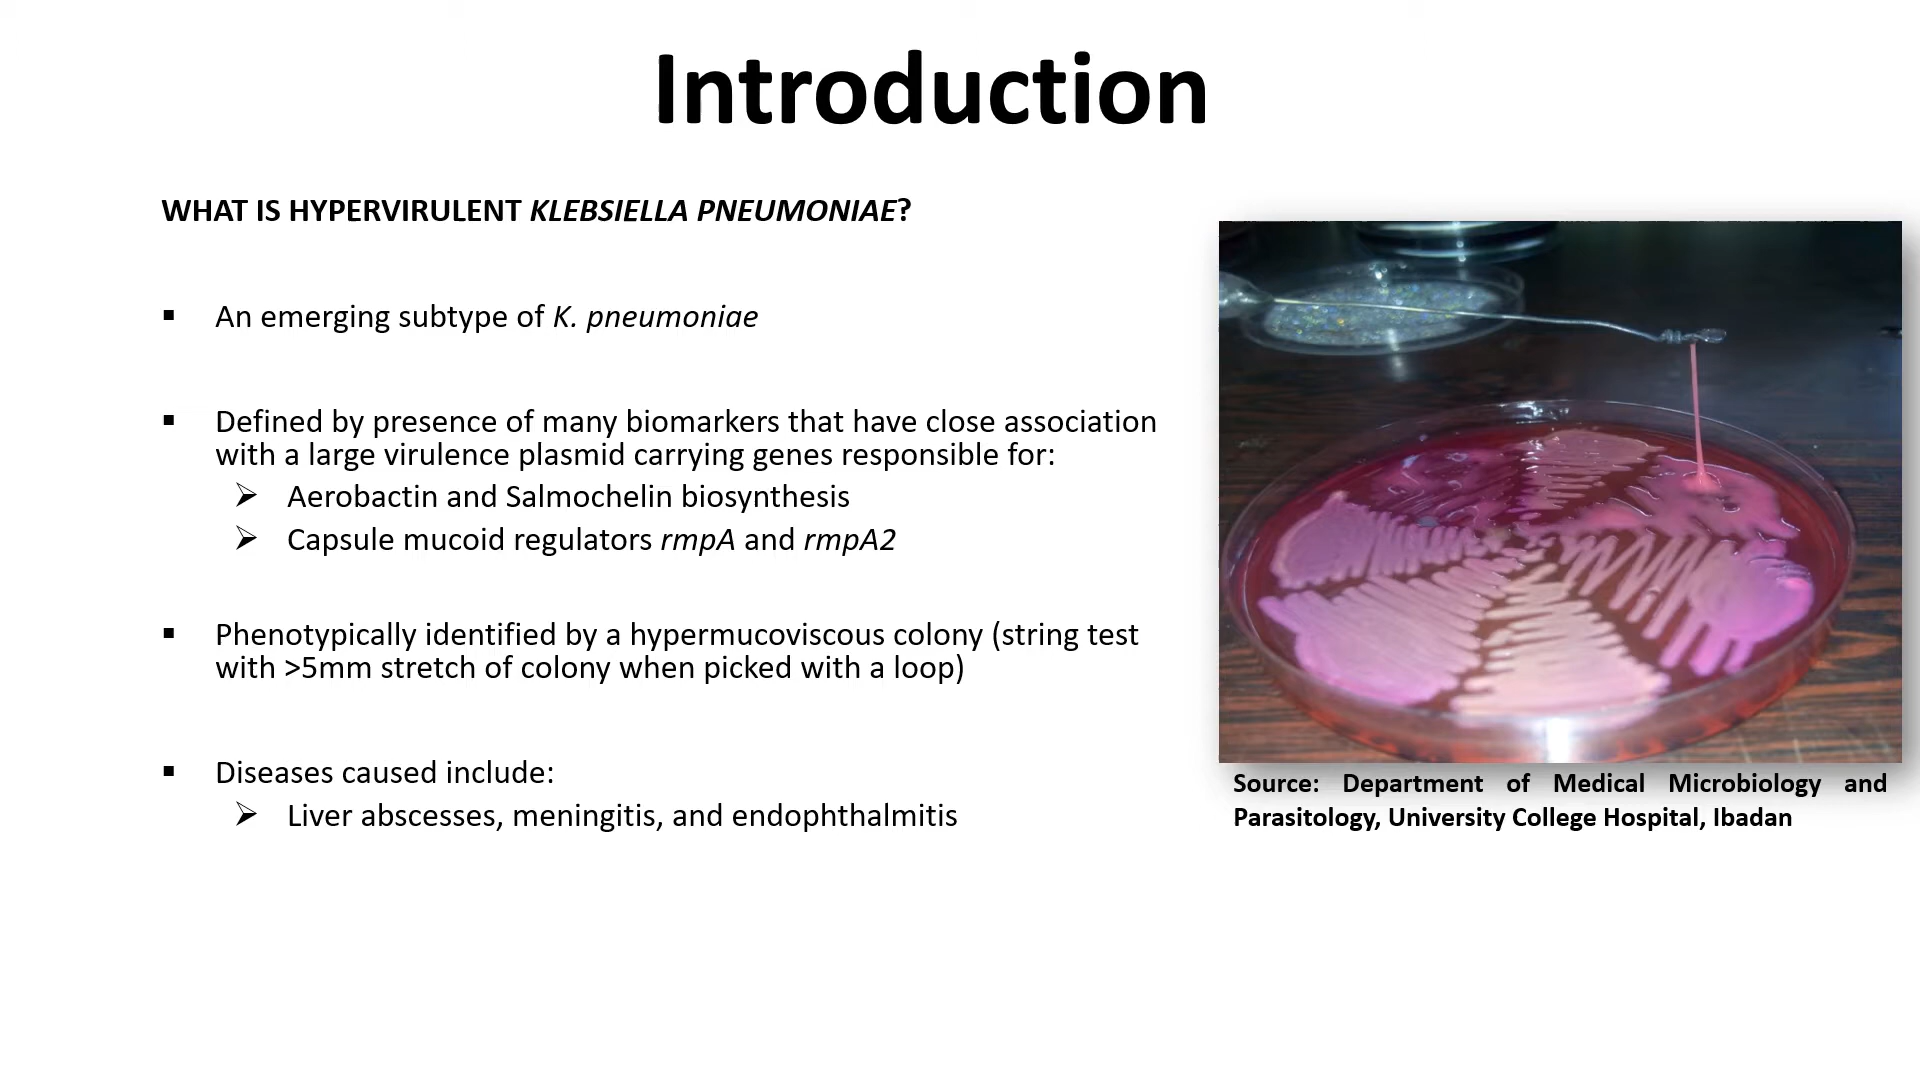 Introduction
WHAT IS HYPERVIRULENT KLEBSIELLA PNEUMONIAE?
▪ An emerging subtype of K. pneumoniae
▪ Defined by presence of many biomarkers that have close association
with a large virulence plasmid carrying genes responsible for:
➢ Aerobactin and Salmochelin biosynthesis
➢ Capsule mucoid regulators rmpA and rmpA2
▪ Phenotypically identified by a hypermucoviscous colony (string test
with >5mm stretch of colony when picked with a loop)
▪ Diseases caused include:
➢ Liver abscesses, meningitis, and endophthalmitis
Source: Department of Medical Microbiology and
Parasitology, University College Hospital, Ibadan